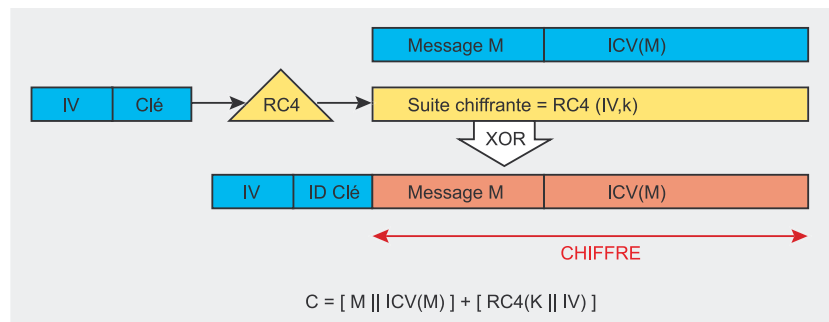 Message M ICV(M)
IV Clé RC4 Suite chiffrante = RC4 (IV,k)
XOR
IV ID Clé Message M ICV(M)
CHIFFRE
C = [ M || ICV(M) ] + [ RC4(K || IV) ]